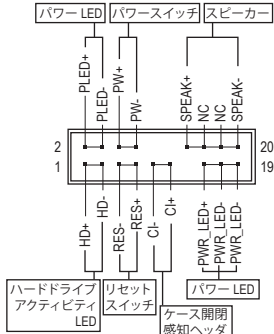 パワー LED
パワースイッチ
スピーカー
PLED+
PLED-
PW+
PW-
SPEAK+
NC
NC
SPEAK-
2
20
1
19
HD+
HD-
RES-
RES+
CI-
CI+
PWR_LED+
PWR_LED-
PWR_LED-
ハードドライブ
アクティビティ
LED
リセット
スイッチ
ケース開閉
感知ヘッダ
パワー LED